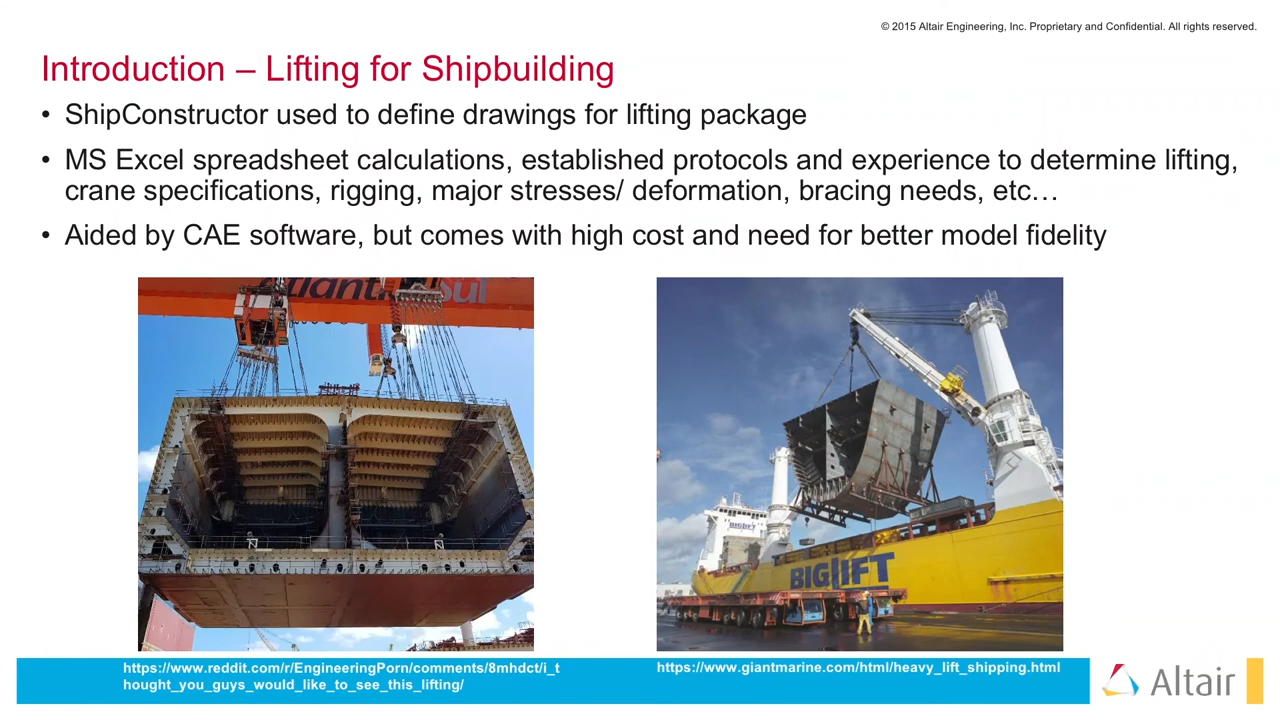 © 2015 Altair Engineering, Inc. Proprietary and Confidential. All rights reserved.
Introduction – Lifting for Shipbuilding
• ShipConstructor used to define drawings for lifting package
• MS Excel spreadsheet calculations, established protocols and experience to determine lifting,
crane specifications, rigging, major stresses/ deformation, bracing needs, etc…
• Aided by CAE software, but comes with high cost and need for better model fidelity
BIGLIFT
BIGLIFT
https://www.reddit.com/r/EngineeringPorn/comments/8mhdct/i_t
hought_you_guys_would_like_to_see_this_lifting/
https://www.giantmarine.com/html/heavy_lift_shipping.html
Altair